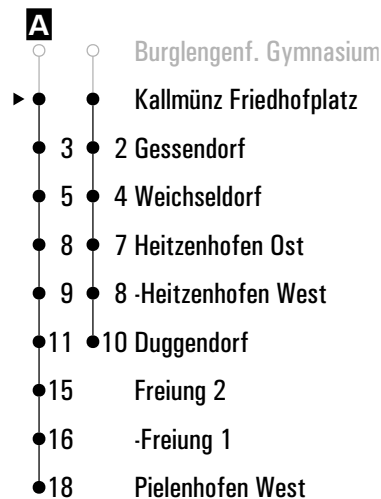 A
Burglengenf. Gymnasium
Kallmünz Friedhofplatz
3 2 Gessendorf
5 4 Weichseldorf
8 7 Heitzenhofen Ost
9 8 -Heitzenhofen West
11 10 Duggendorf
15 Freiung 2
16 -Freiung 1
18 Pielenhofen West